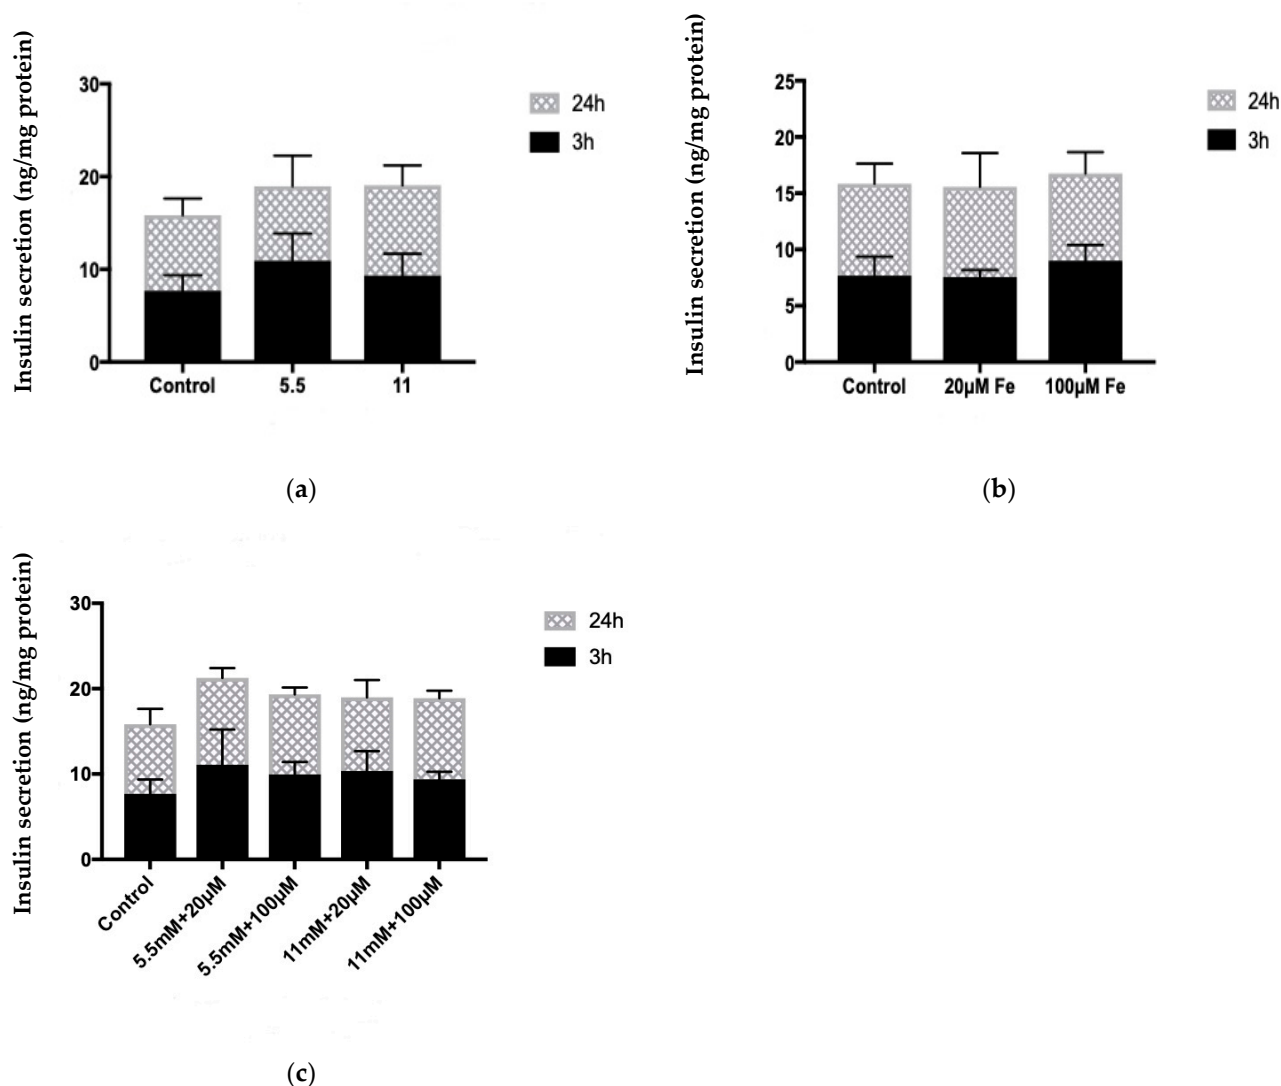 Insulin secretion (ng/mg protein)
30
20
10
0
Control 5.5 11
24h
3h
(a)
Insulin secretion (ng/mg protein)
25
20
15
10
5
0
Control 20µM Fe 100µM Fe
24h
3h
(b)
Insulin secretion (ng/mg protein)
30
20
10
0
Control
5.5mM+20µM
5.5mM+100µM
11mM+20µM
11mM+100µM
24h
3h
(c)